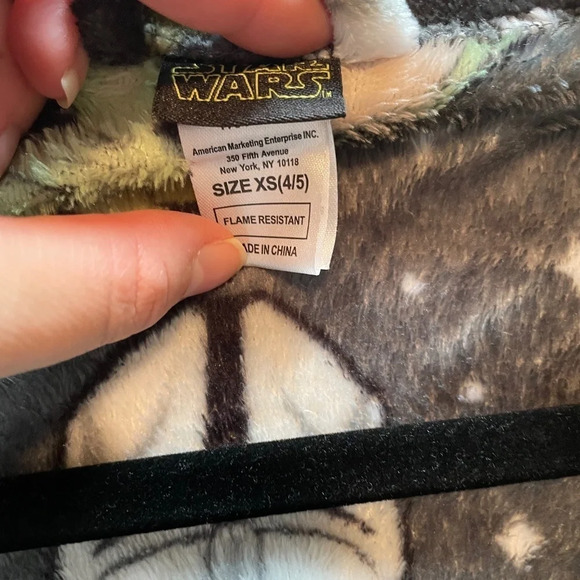 STAR
WARS™
American Marketing Enterprise INC.
350 Fifth Avenue
New York, NY 10118
SIZE XS(4/5)
FLAME RESISTANT
ADE IN CHINA